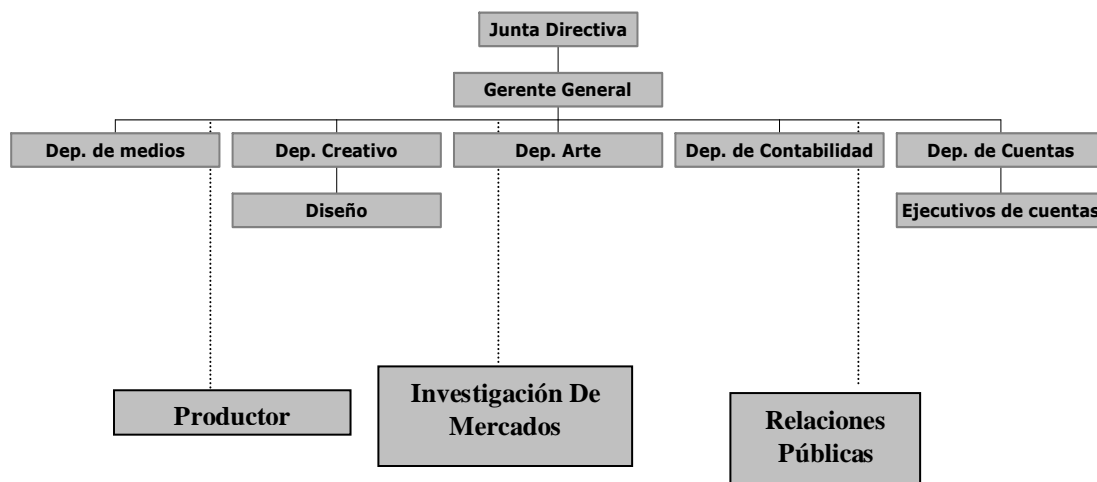 Junta Directiva
Gerente General
Dep. de medios
Dep. Creativo
Dep. Arte
Dep. de Contabilidad
Dep. de Cuentas
Diseño
Ejecutivos de cuentas
Productor
Investigación De
Mercados
Relaciones
Públicas